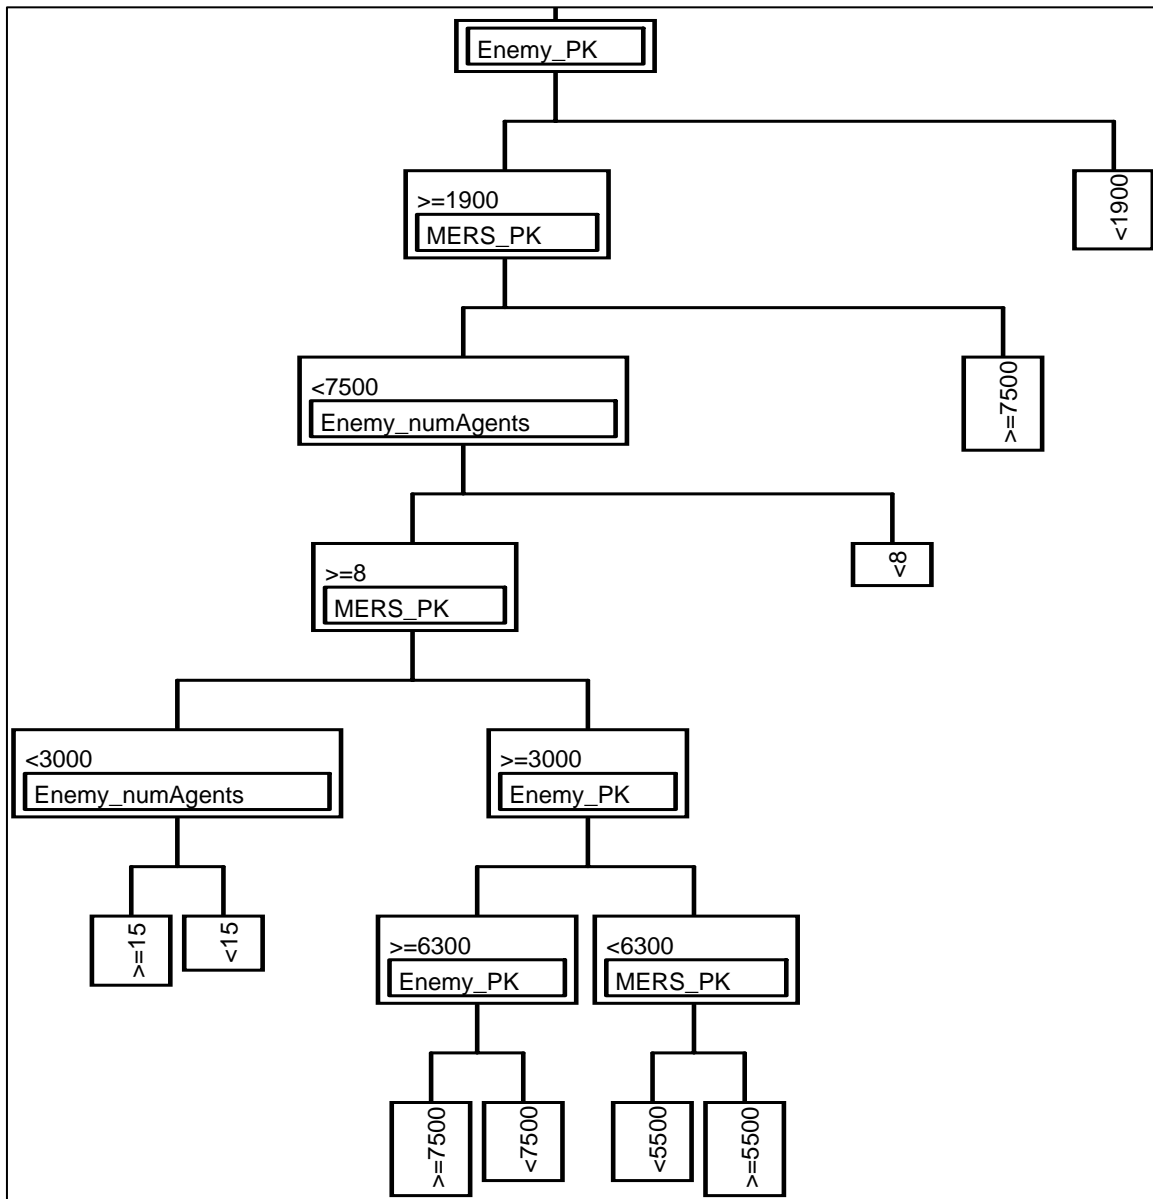 Enemy_PK
>=1900
MERS_PK
<1900
<7500
Enemy_numAgents
>=7500
>=8
MERS_PK
<8
<3000
Enemy_numAgents
>=3000
Enemy_PK
>=15
<15
>=6300
Enemy_PK
<6300
MERS_PK
>=7500
<7500
<5500
>=5500